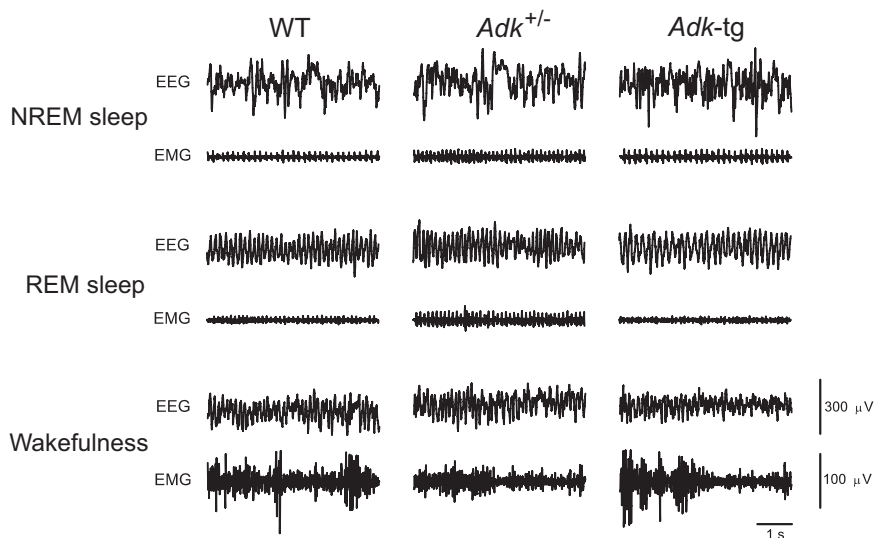 WT Adk+/- Adk-tg
EEG
NREM sleep
EMG
EEG
REM sleep
EMG
EEG
300 μV
Wakefulness
EMG
100 μV
1 s